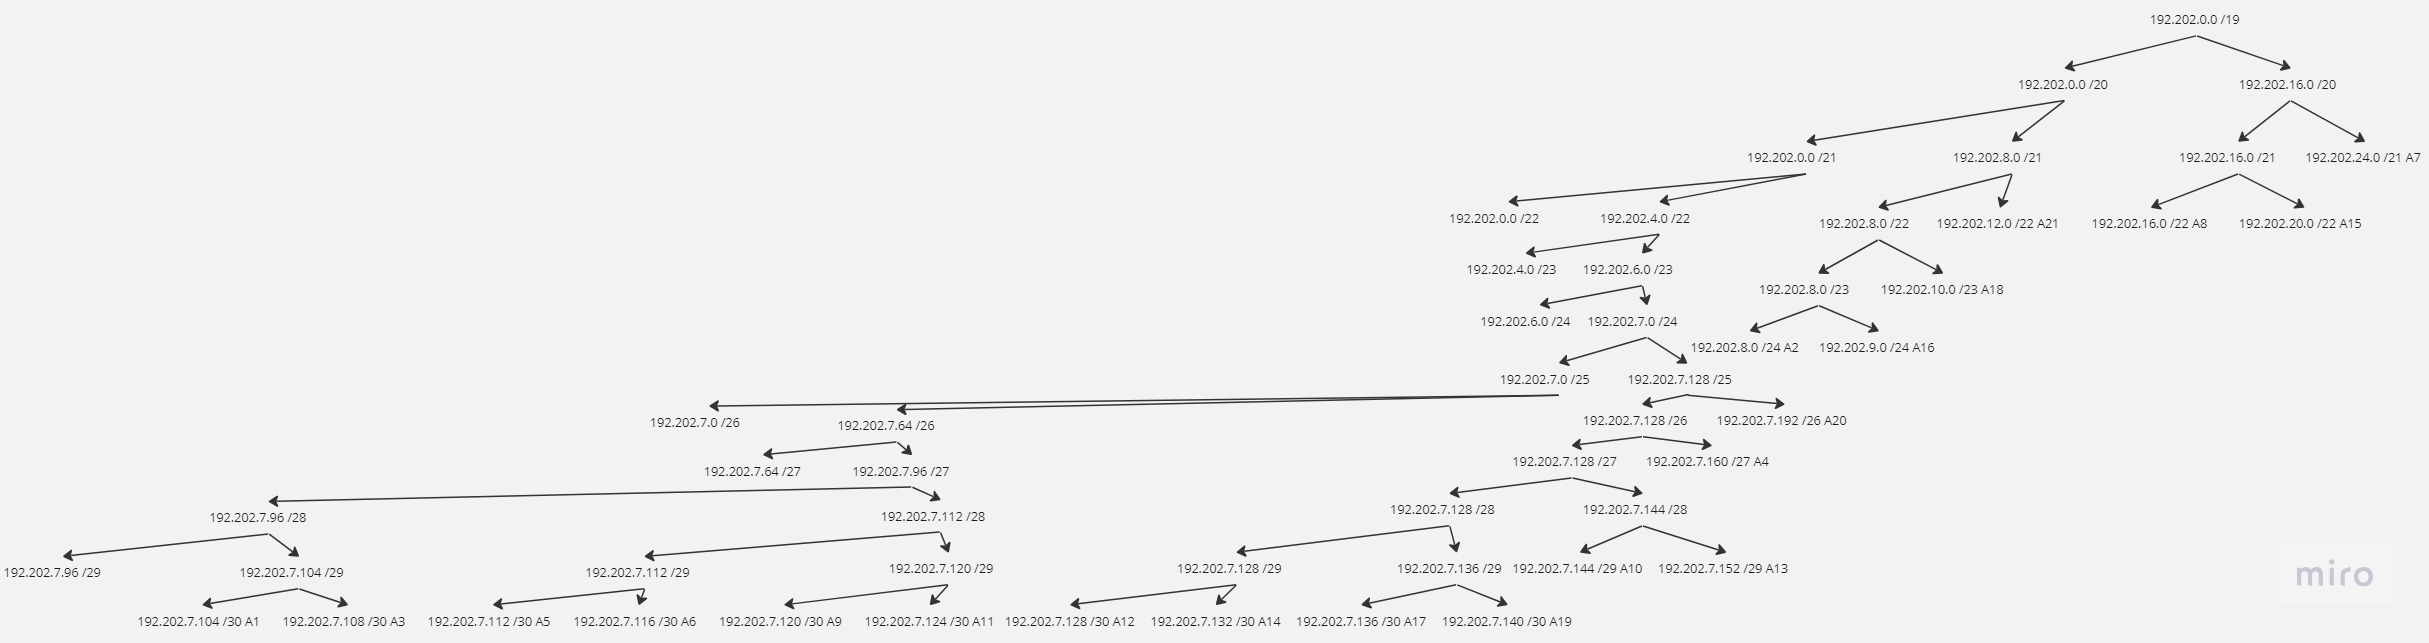 192.202.0.0 /19
192.202.0.0 /20
192.202.16.0 /20
192.202.0.0 /21
192.202.8.0 /21
192.202.16.0 /21
192.202.24.0 /21 A7
192.202.0.0 /22
192.202.4.0 /22
192.202.8.0 /22
192.202.12.0 /22 A21
192.202.16.0 /22 A8
192.202.20.0 /22 A15
192.202.4.0 /23
192.202.6.0 /23
192.202.8.0 /23
192.202.10.0 /23 A18
192.202.6.0 /24
192.202.7.0 /24
192.202.8.0 /24 A2
192.202.9.0 /24 A16
192.202.7.0 /25
192.202.7.128 /25
192.202.7.0 /26
192.202.7.64 /26
192.202.7.128 /26
192.202.7.192 /26 A20
192.202.7.64 /27
192.202.7.96 /27
192.202.7.128 /27
192.202.7.160 /27 A4
192.202.7.96 /28
192.202.7.112 /28
192.202.7.128 /28
192.202.7.144 /28
192.202.7.96 /29
192.202.7.104 /29
192.202.7.112 /29
192.202.7.120 /29
192.202.7.128 /29
192.202.7.136 /29
192.202.7.144 /29 A10
192.202.7.152 /29 A13
192.202.7.104 /30 A1
192.202.7.108 /30 A3
192.202.7.112 /30 A5
192.202.7.116 /30 A6
192.202.7.120 /30 A9
192.202.7.124 /30 A11
192.202.7.128 /30 A12
192.202.7.132 /30 A14
192.202.7.136 /30 A17
192.202.7.140 /30 A19
miro